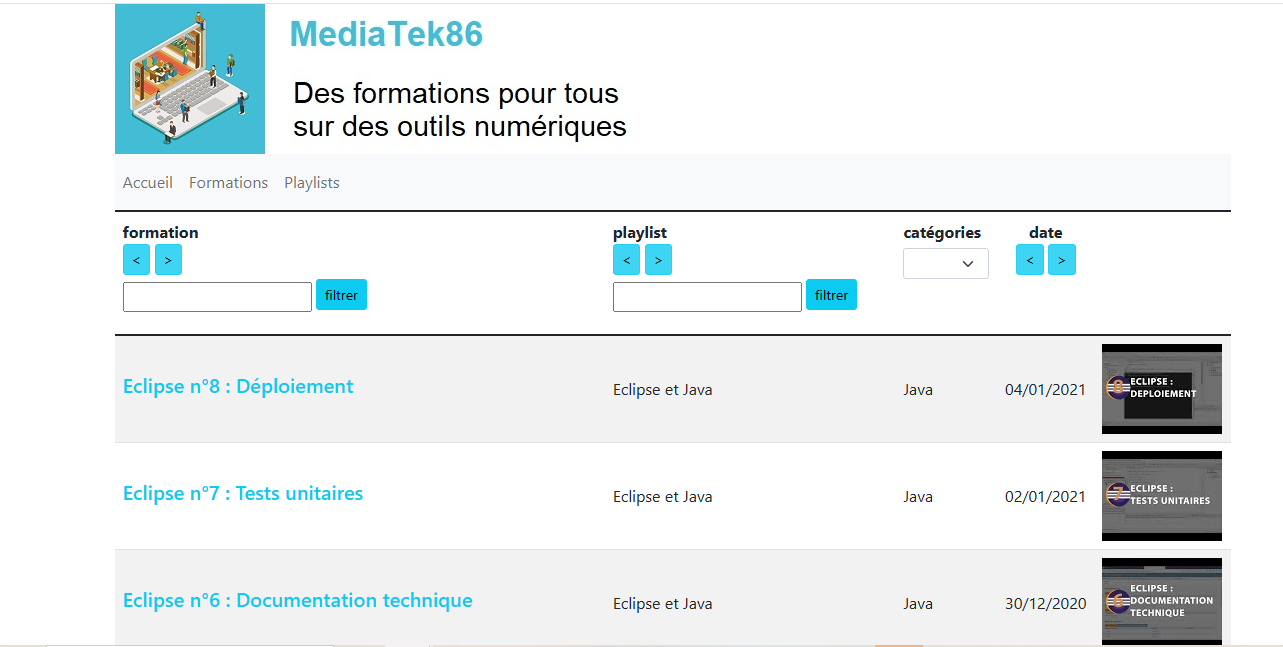 MediaTek86
Des formations pour tous
sur des outils numériques
Accueil Formations Playlists
formation playlist catégories date
< > < > < >
filtrer filtrer
Eclipse n°8 : Déploiement Eclipse et Java Java 04/01/2021
8 ECLIPSE :
DEPLOIEMENT
Eclipse n°7 : Tests unitaires Eclipse et Java Java 02/01/2021
7 ECLIPSE :
TESTS UNITAIRES
Eclipse n°6 : Documentation technique Eclipse et Java Java 30/12/2020
6 ECLIPSE :
DOCUMENTATION
TECHNIQUE